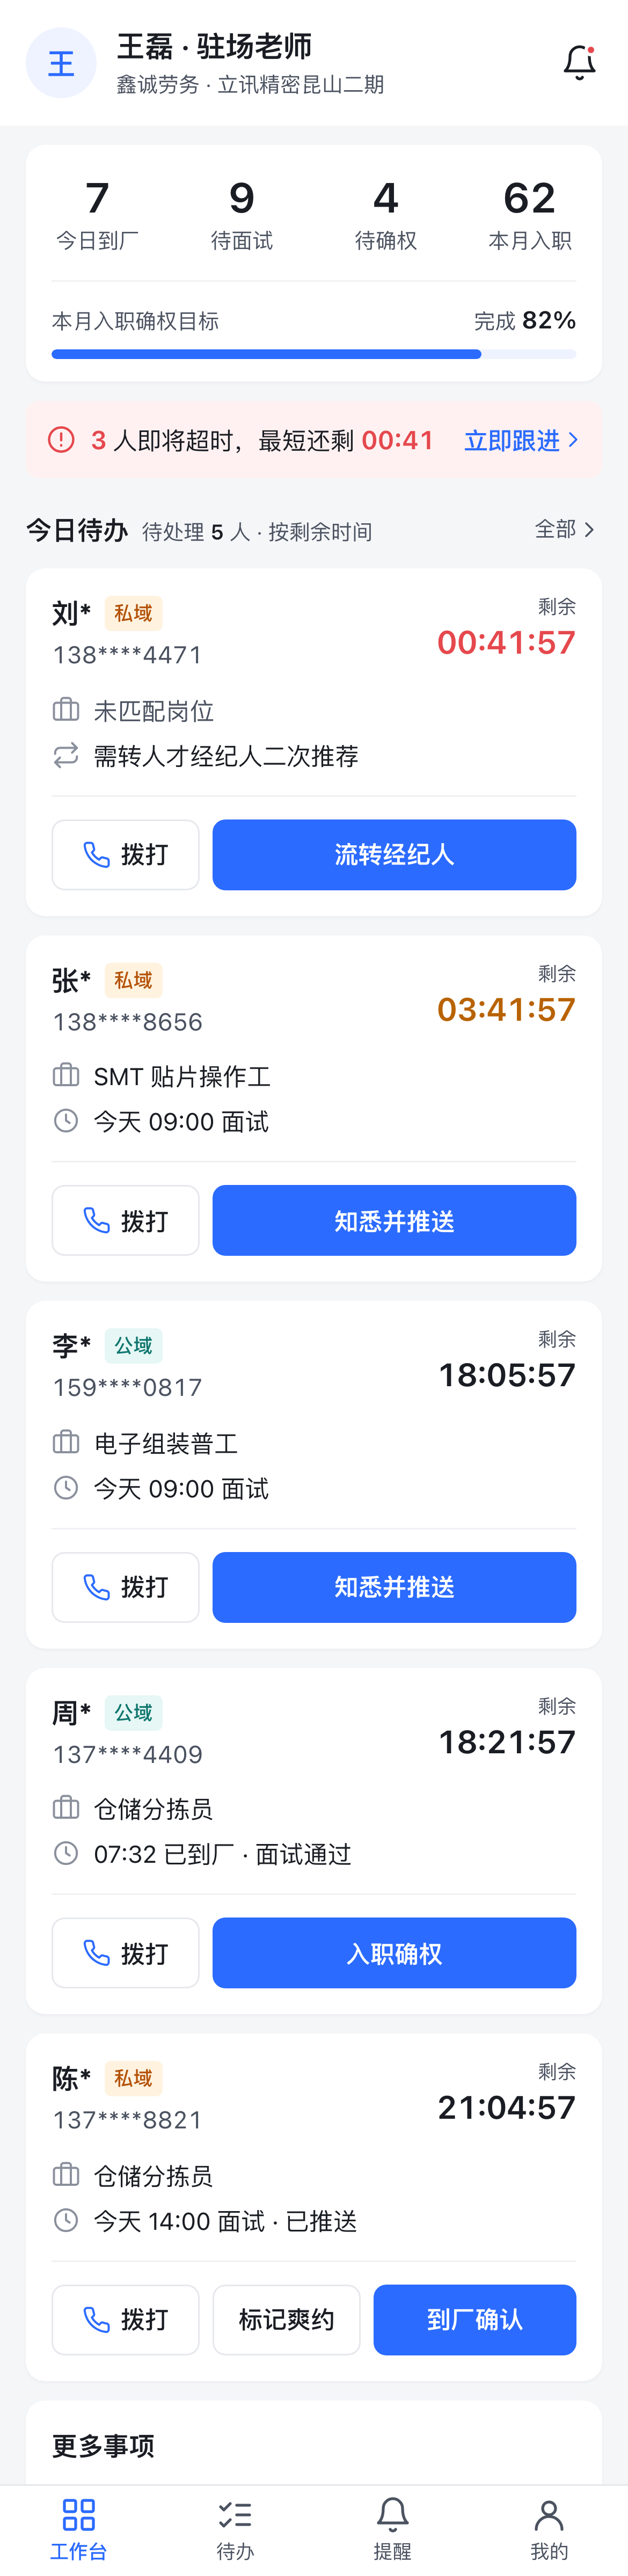 王
王磊 · 驻场老师
鑫诚劳务 · 立讯精密昆山二期
7
今日到厂
9
待面试
4
待确权
62
本月入职
本月入职确权目标
完成 82%
3 人即将超时，最短还剩 00:41
立即跟进
今日待办 待处理 5 人 · 按剩余时间
全部
刘* 私域
138****4471
剩余
00:41:57
未匹配岗位
需转人才经纪人二次推荐
拨打
流转经纪人
张* 私域
138****8656
剩余
03:41:57
SMT 贴片操作工
今天 09:00 面试
拨打
知悉并推送
李* 公域
159****0817
剩余
18:05:57
电子组装普工
今天 09:00 面试
拨打
知悉并推送
周* 公域
137****4409
剩余
18:21:57
仓储分拣员
07:32 已到厂 · 面试通过
拨打
入职确权
陈* 私域
137****8821
剩余
21:04:57
仓储分拣员
今天 14:00 面试 · 已推送
拨打
标记爽约
到厂确认
更多事项
工作台
待办
提醒
我的